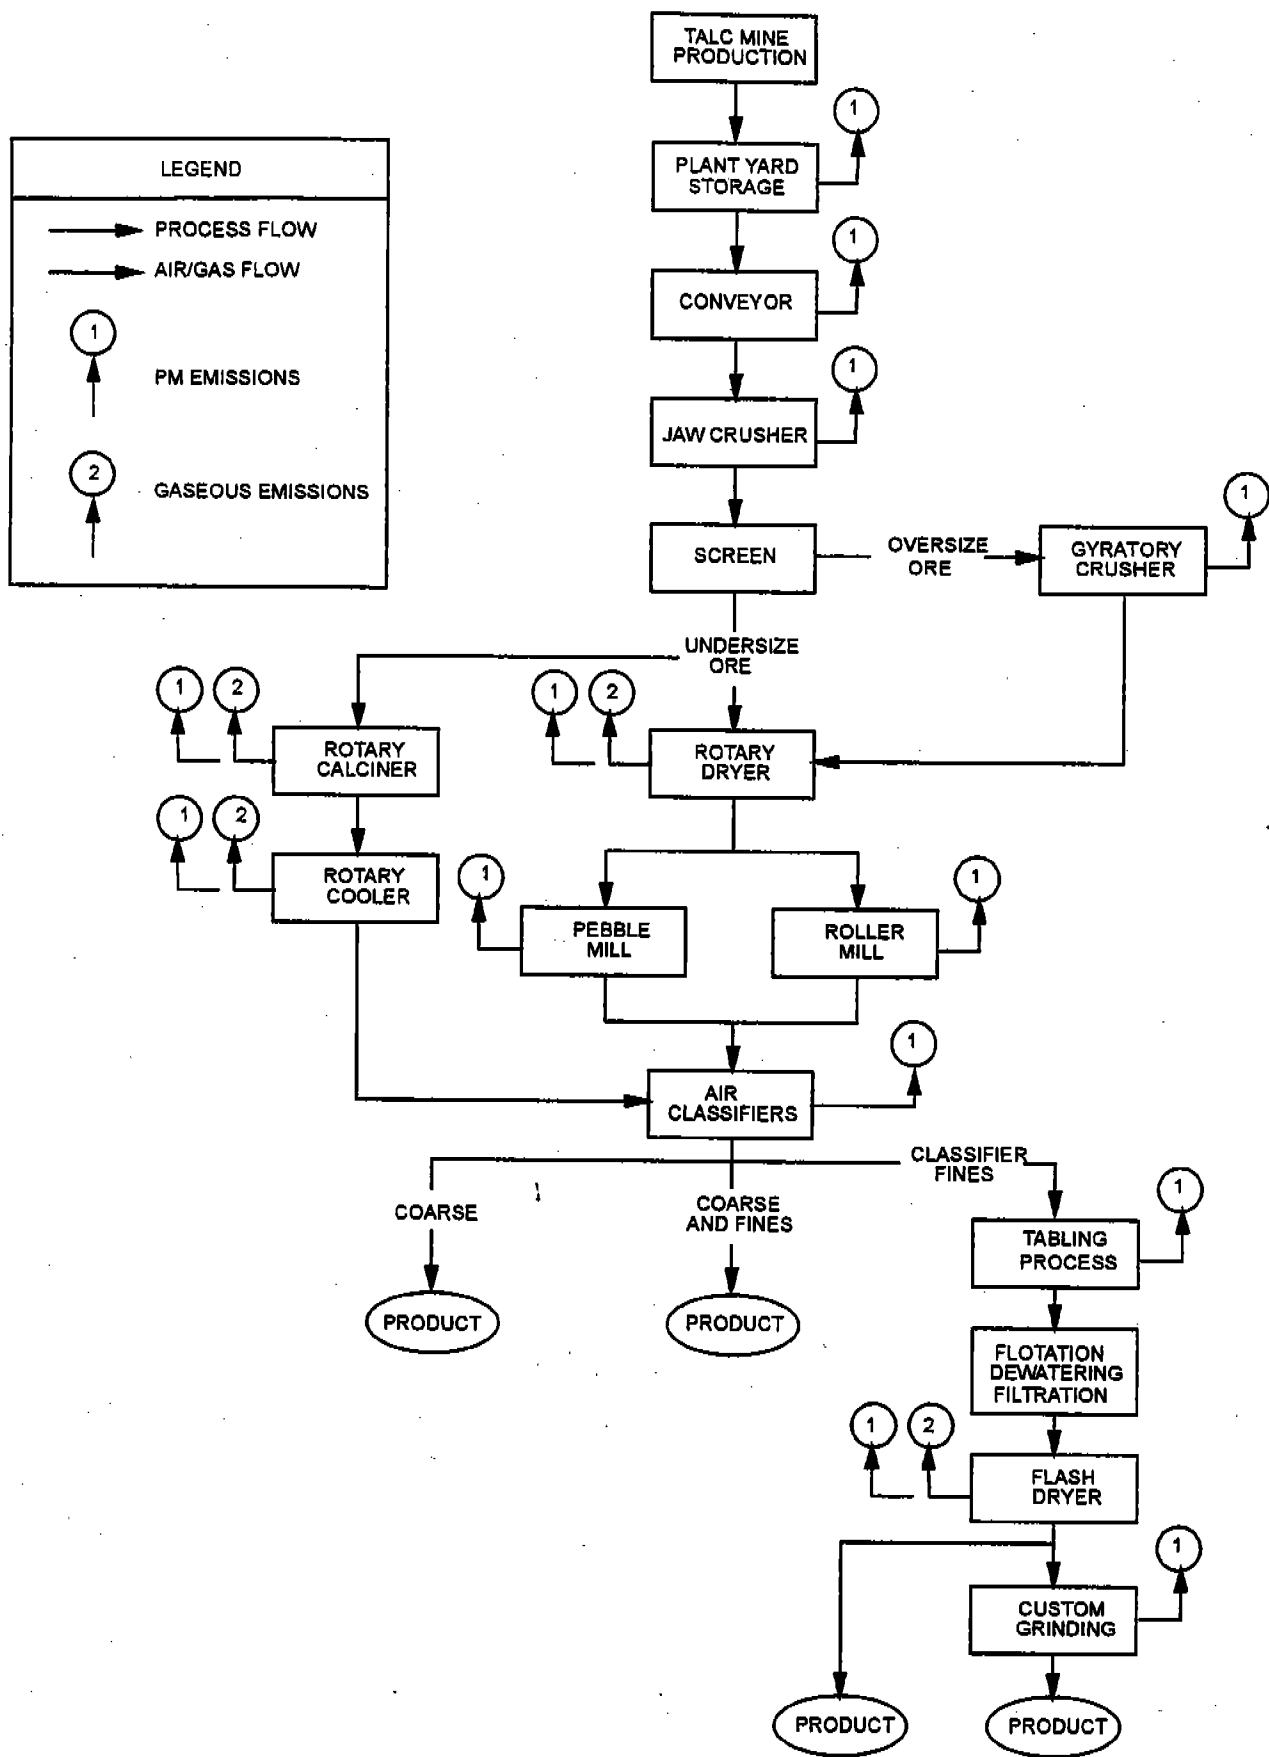 TALC MINE
PRODUCTION
1
PLANT YARD
STORAGE
LEGEND
PROCESS FLOW
AIR/GAS FLOW
1
PM EMISSIONS
2
GASEOUS EMISSIONS
1
CONVEYOR
1
JAW CRUSHER
SCREEN
OVERSIZE
ORE
1
GYRATORY
CRUSHER
UNDERSIZE
ORE
1
2
ROTARY
CALCINER
1
2
ROTARY
DRYER
1
2
ROTARY
COOLER
1
PEBBLE
MILL
1
ROLLER
MILL
1
AIR
CLASSIFIERS
CLASSIFIER
FINES
COARSE
COARSE
AND FINES
1
TABLING
PROCESS
PRODUCT
PRODUCT
FLOTATION
DEWATERING
FILTRATION
1
2
FLASH
DRYER
1
CUSTOM
GRINDING
PRODUCT
PRODUCT